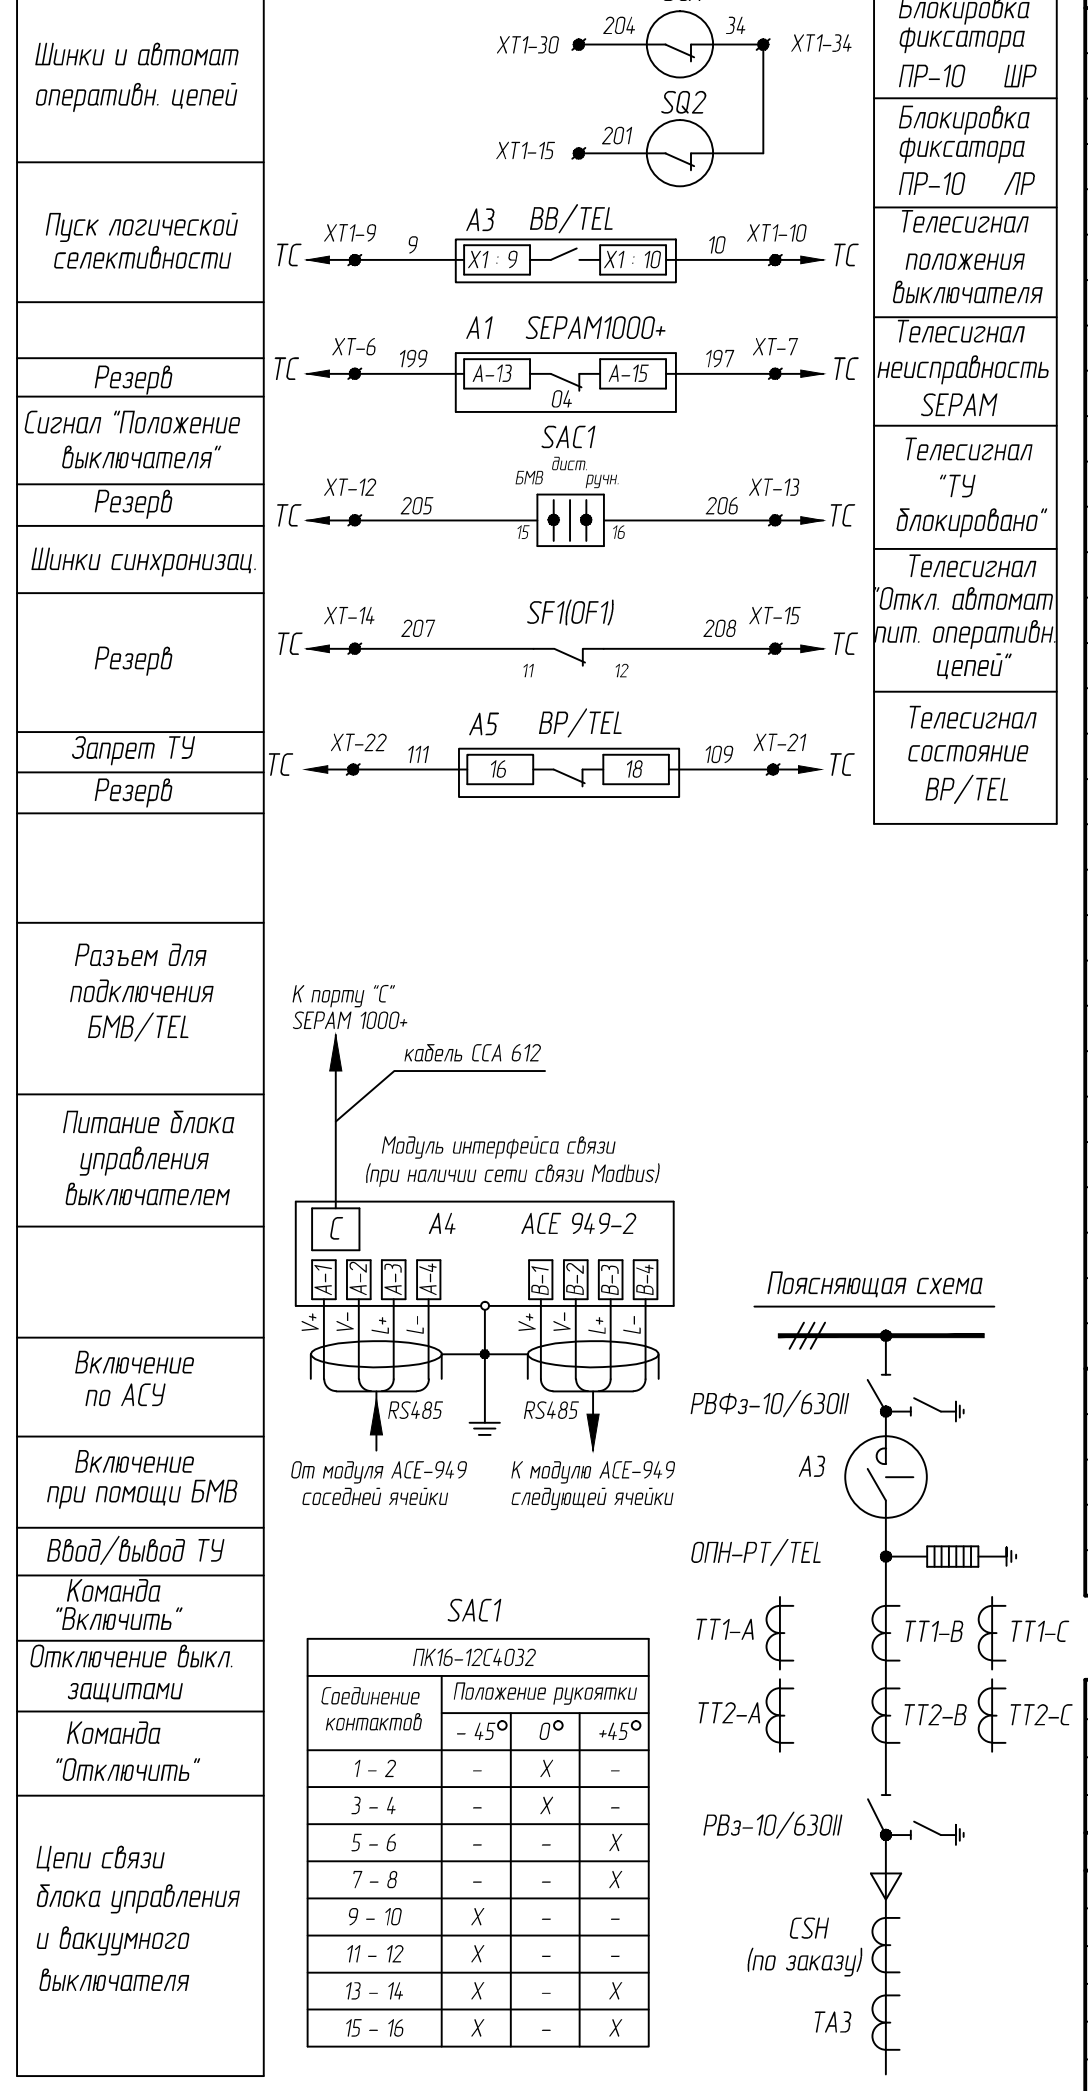 Шинки и автомат
оперативн. цепей
Пуск логической
селективности
Резерв
Сигнал "Положение
выключателя"
Резерв
Шинки синхронизац.
Резерв
Запрет ТУ
Резерв
Разъем для
подключения
БМВ/TEL
Питание блока
управления
выключателем
Включение
по АСУ
Включение
при помощи БМВ
Ввод/вывод ТУ
Команда
"Включить"
Отключение выкл.
защитами
Команда
"Отключить"
Цепи связи
блока управления
и вакуумного
выключателя
XT1-30 204 34 XT1-34
SQ2
XT1-15 201
A3 BB/TEL
ТС XT1-9 9 X1 : 9 X1 : 10 10 XT1-10 ТС
A1 SEPAM1000+
ТС XT-6 199 A-13 04 A-15 197 XT-7 ТС
SAC1
БМВ дист. ручн.
ТС XT-12 205 15 16 206 XT-13 ТС
SF1(OF1)
ТС XT-14 207 11 12 208 XT-15 ТС
A5 BP/TEL
ТС XT-22 111 16 18 109 XT-21 ТС
Блокировка
фиксатора
ПР-10 ШР
Блокировка
фиксатора
ПР-10 ЛР
Телесигнал
положения
выключателя
Телесигнал
неисправность
SEPAM
Телесигнал
"ТУ
блокировано"
Телесигнал
"Откл. автомат
пит. оперативн.
цепей"
Телесигнал
состояние
BP/TEL
К порту "С"
SEPAM 1000+
кабель CCA 612
Модуль интерфейса связи
(при наличии сети связи Modbus)
C A4 ACE 949-2
A-1 A-2 A-3 A-4 B-1 B-2 B-3 B-4
V+ V- L+ L- V+ V- L+ L-
RS485 RS485
От модуля ACE-949
соседней ячейки
К модулю ACE-949
следующей ячейки
SAC1
ПК16-12С4032
Соединение
контактов
Положение рукоятки
- 45° 0° +45°
1 - 2 - X -
3 - 4 - X -
5 - 6 - - X
7 - 8 - - X
9 - 10 X - -
11 - 12 X - -
13 - 14 X - X
15 - 16 X - X
Поясняющая схема
РВФз-10/630II
A3
ОПН-РТ/TEL
ТТ1-А ТТ1-В ТТ1-С
ТТ2-А ТТ2-В ТТ2-С
РВз-10/630II
CSH
(по заказу)
ТА3